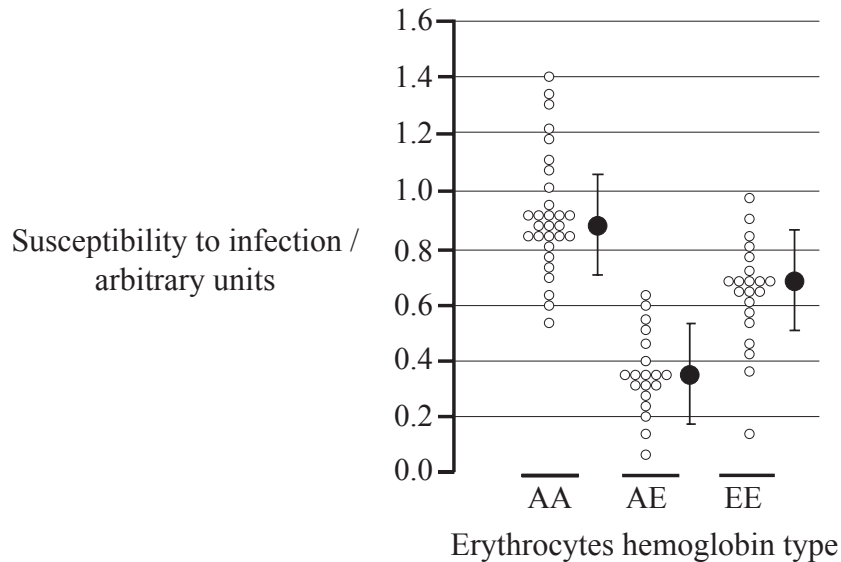 1.6
1.4
1.2
1.0
0.8
0.6
0.4
0.2
0.0
Susceptibility to infection /
arbitrary units
AA AE EE
Erythrocytes hemoglobin type